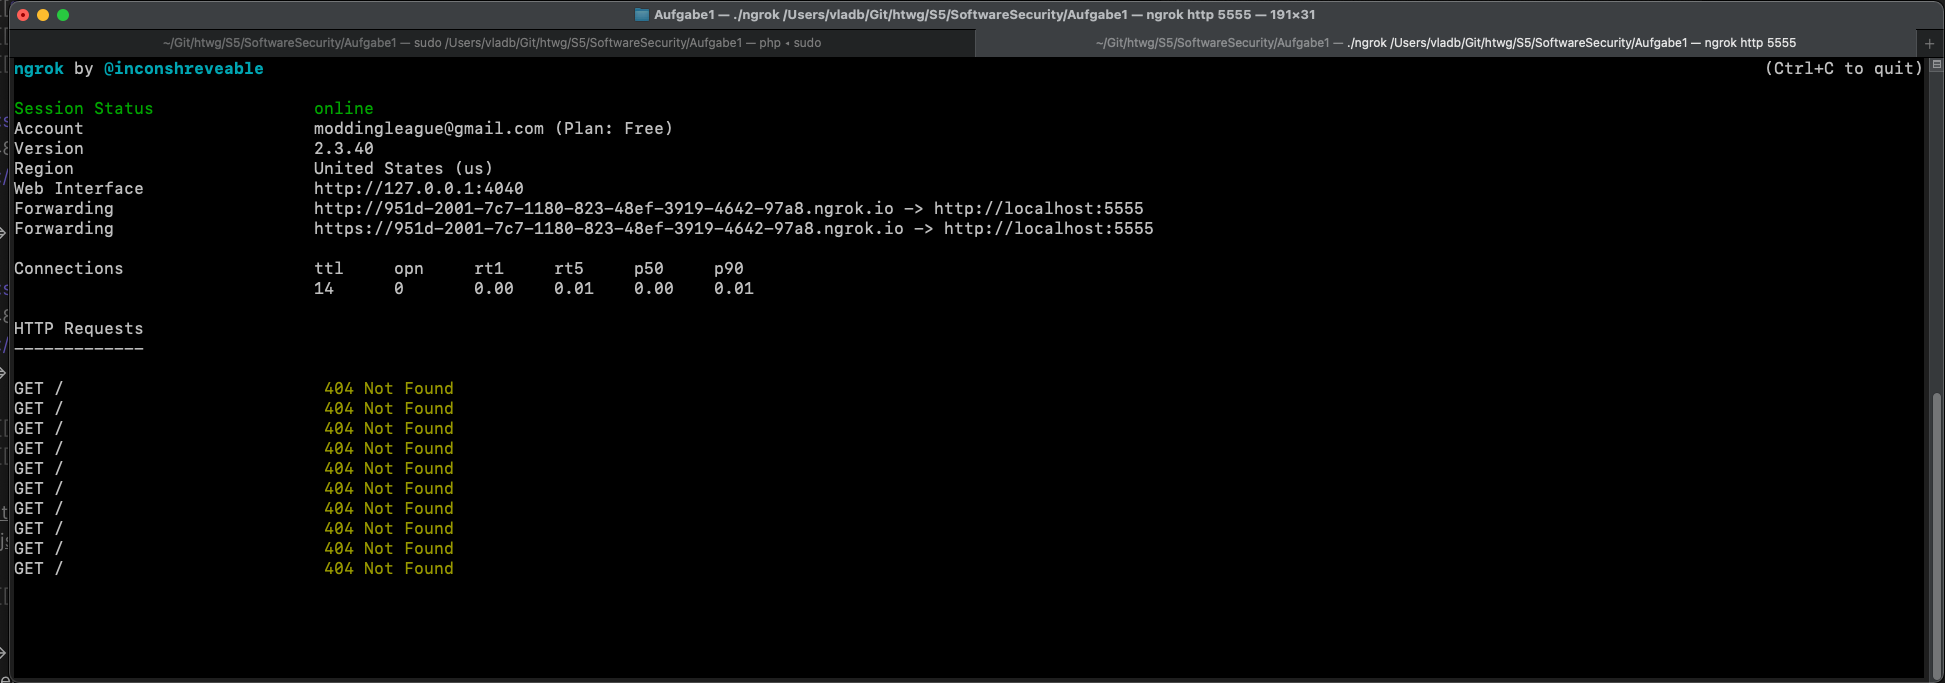 Aufgabe1 — ./ngrok /Users/vladb/Git/htwg/S5/SoftwareSecurity/Aufgabe1 — ngrok http 5555 — 191×31
~/Git/htwg/S5/SoftwareSecurity/Aufgabe1 — sudo /Users/vladb/Git/htwg/S5/SoftwareSecurity/Aufgabe1 — php ◂ sudo
~/Git/htwg/S5/SoftwareSecurity/Aufgabe1 — ./ngrok /Users/vladb/Git/htwg/S5/SoftwareSecurity/Aufgabe1 — ngrok http 5555
ngrok by @inconshreveable (Ctrl+C to quit)
Session Status online
Account moddingleague@gmail.com (Plan: Free)
Version 2.3.40
Region United States (us)
Web Interface http://127.0.0.1:4040
Forwarding http://951d-2001-7c7-1180-823-48ef-3919-4642-97a8.ngrok.io -> http://localhost:5555
Forwarding https://951d-2001-7c7-1180-823-48ef-3919-4642-97a8.ngrok.io -> http://localhost:5555
Connections ttl opn rt1 rt5 p50 p90
14 0 0.00 0.01 0.00 0.01
HTTP Requests
-------------
GET / 404 Not Found
GET / 404 Not Found
GET / 404 Not Found
GET / 404 Not Found
GET / 404 Not Found
GET / 404 Not Found
GET / 404 Not Found
GET / 404 Not Found
GET / 404 Not Found
GET / 404 Not Found